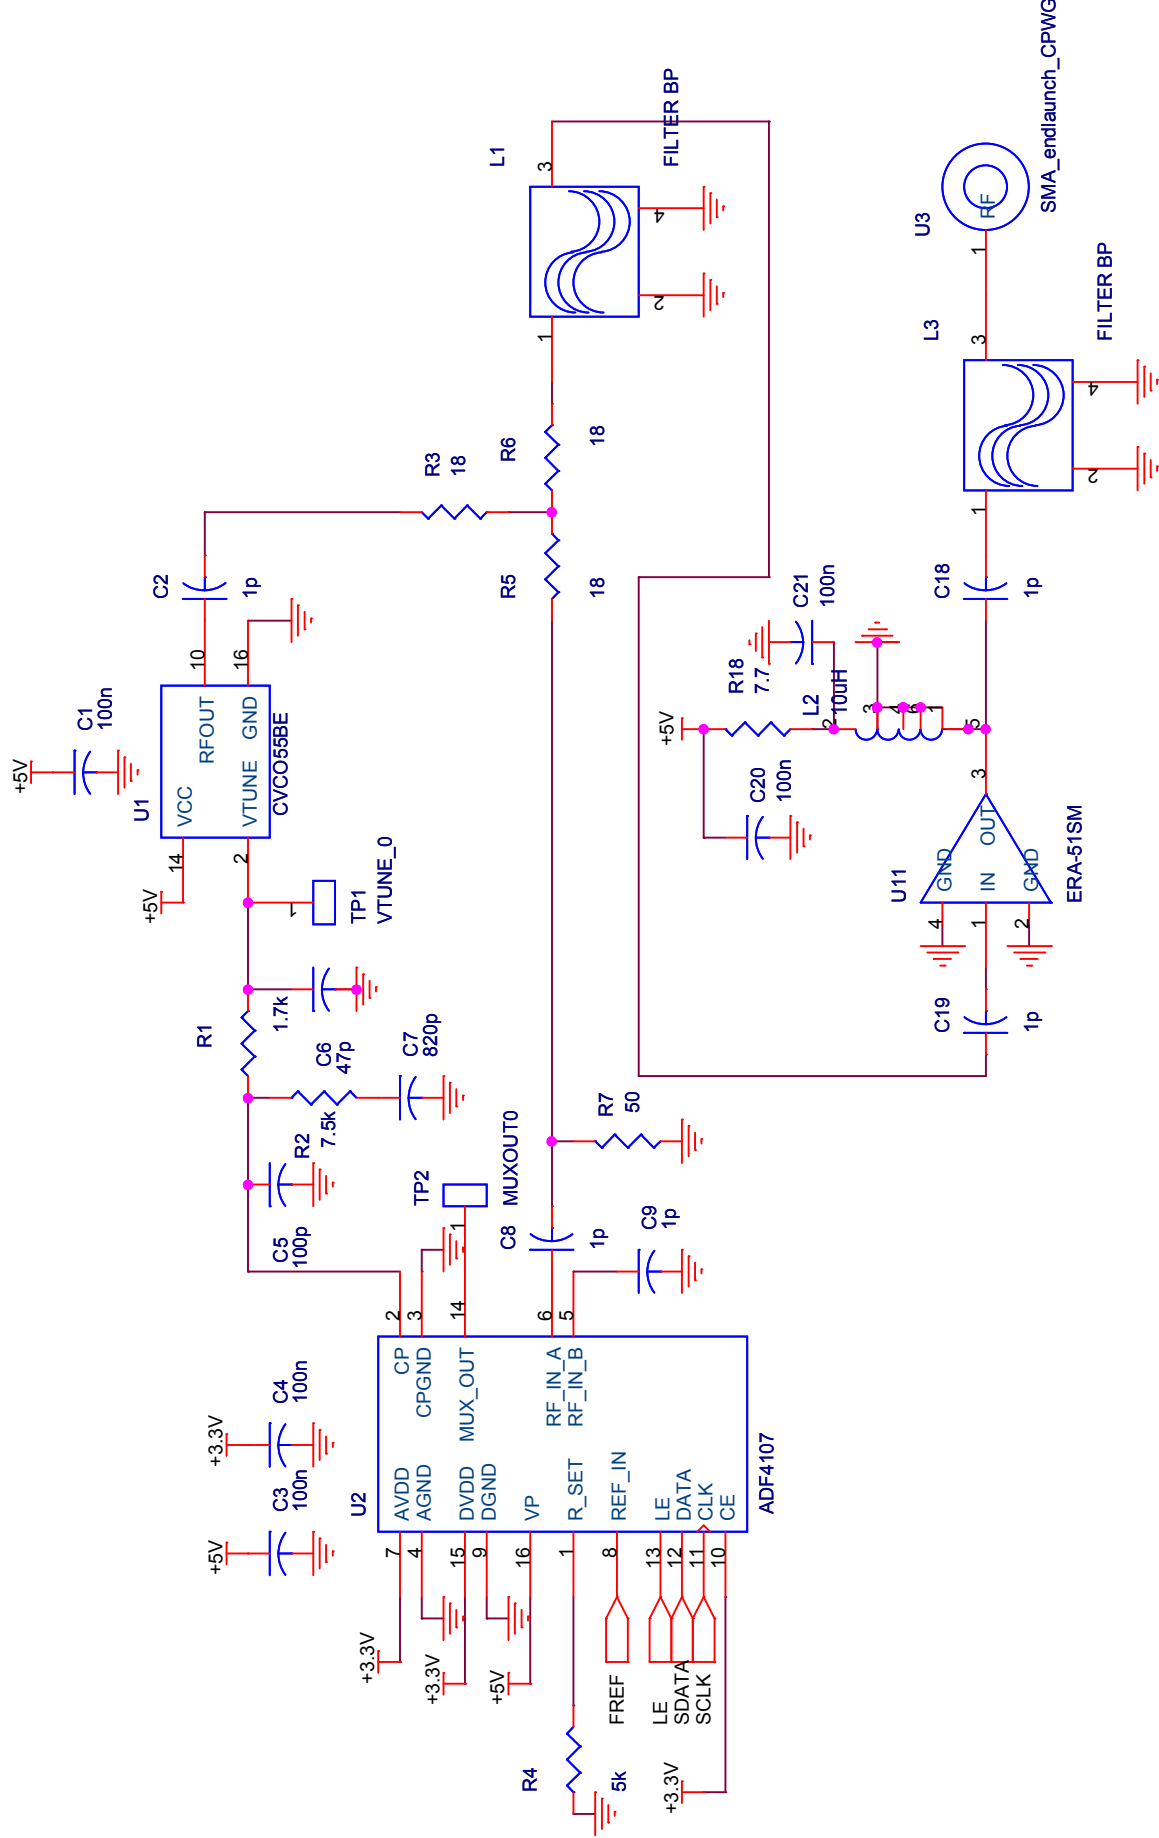 +5V
C1
100n
U1
VCC
RFOUT
VTUNE
GND
CVCO55BE
14
10
16
2
+5V
C2
1p
TP1
VTUNE_0
1
R1
1.7k
C6
47p
R2
7.5k
C7
820p
C5
100p
R3
18
R5
18
R6
18
L1
FILTER BP
1
3
2
4
TP2
MUXOUT0
1
C8
1p
C9
1p
R7
50
+5V
C3
100n
+3.3V
C4
100n
U2
AVDD
AGND
DVDD
DGND
VP
R_SET
REF_IN
LE
DATA
CLK
CE
CP
CPGND
MUX_OUT
RF_IN_A
RF_IN_B
ADF4107
7
4
15
9
16
1
8
13
12
11
10
2
3
14
6
5
+3.3V
+3.3V
+5V
R4
5k
FREF
LE
SDATA
SCLK
+3.3V
C19
1p
U11
GND
IN
GND
OUT
ERA-51SM
4
1
2
3
+5V
C20
100n
R18
7.7
C21
100n
L2
10uH
2
3
4
6
1
5
C18
1p
L3
FILTER BP
1
3
2
4
U3
RF
1
SMA_endlaunch_CPWG